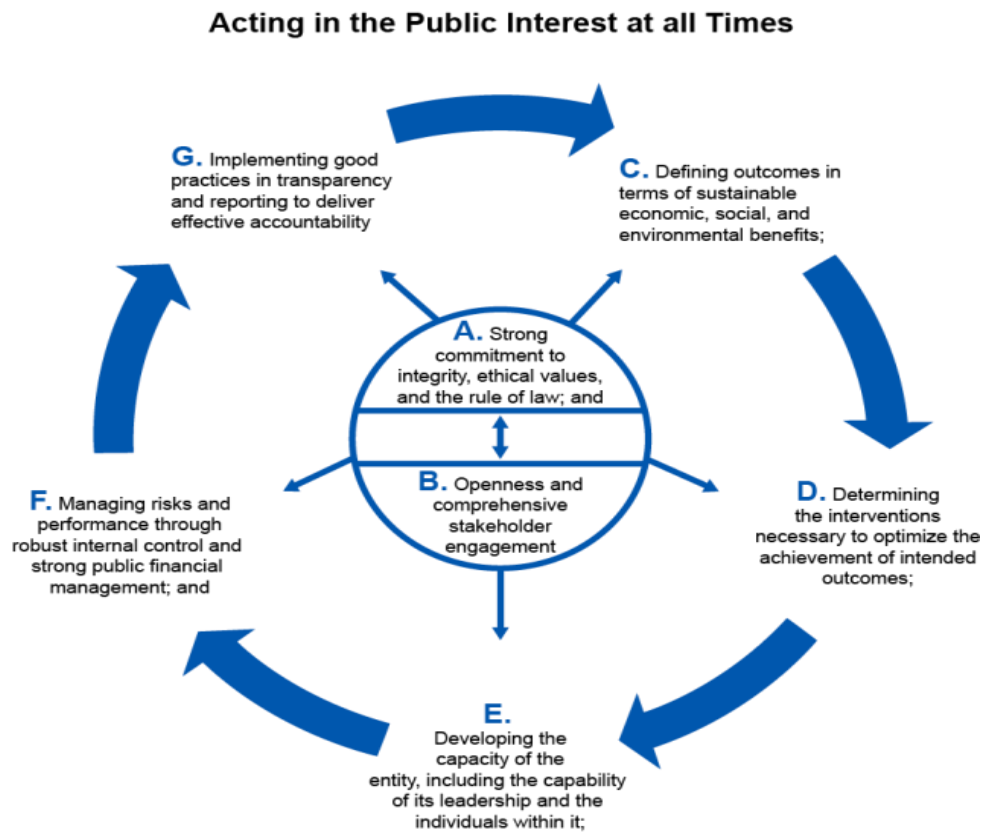 Acting in the Public Interest at all Times
G. Implementing good
practices in transparency
and reporting to deliver
effective accountability
C. Defining outcomes in
terms of sustainable
economic, social, and
environmental benefits;
A. Strong
commitment to
integrity, ethical values,
and the rule of law; and
B. Openness and
comprehensive
stakeholder
engagement
D. Determining
the interventions
necessary to optimize the
achievement of intended
outcomes;
E.
Developing the
capacity of the
entity, including the capability
of its leadership and the
individuals within it;
F. Managing risks and
performance through
robust internal control and
strong public financial
management; and